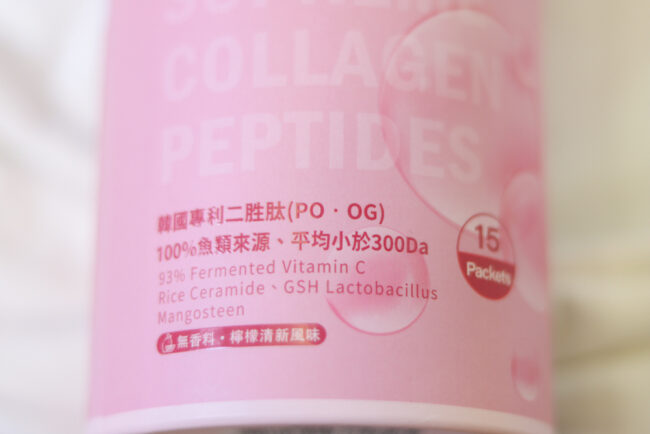 COLLAGEN
PEPTIDES
韓國專利二胜肽(PO．OG)
100%魚類來源、平均小於300Da
93% Fermented Vitamin C
Rice Ceramide、GSH Lactobacillus
Mangosteen
無香料・檸檬清新風味
15
Packets